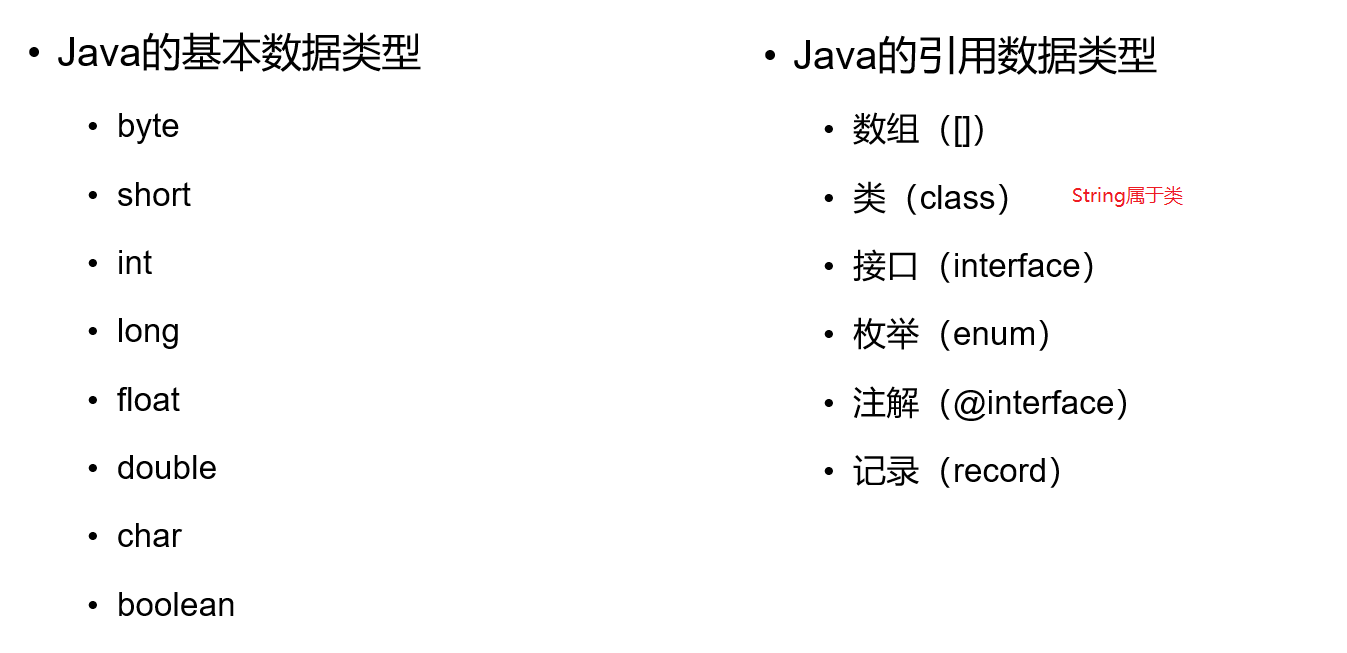 Java的基本数据类型
byte
short
int
long
float
double
char
boolean
Java的引用数据类型
数组（[]）
类（class） String属于类
接口（interface）
枚举（enum）
注解（@interface）
记录（record）